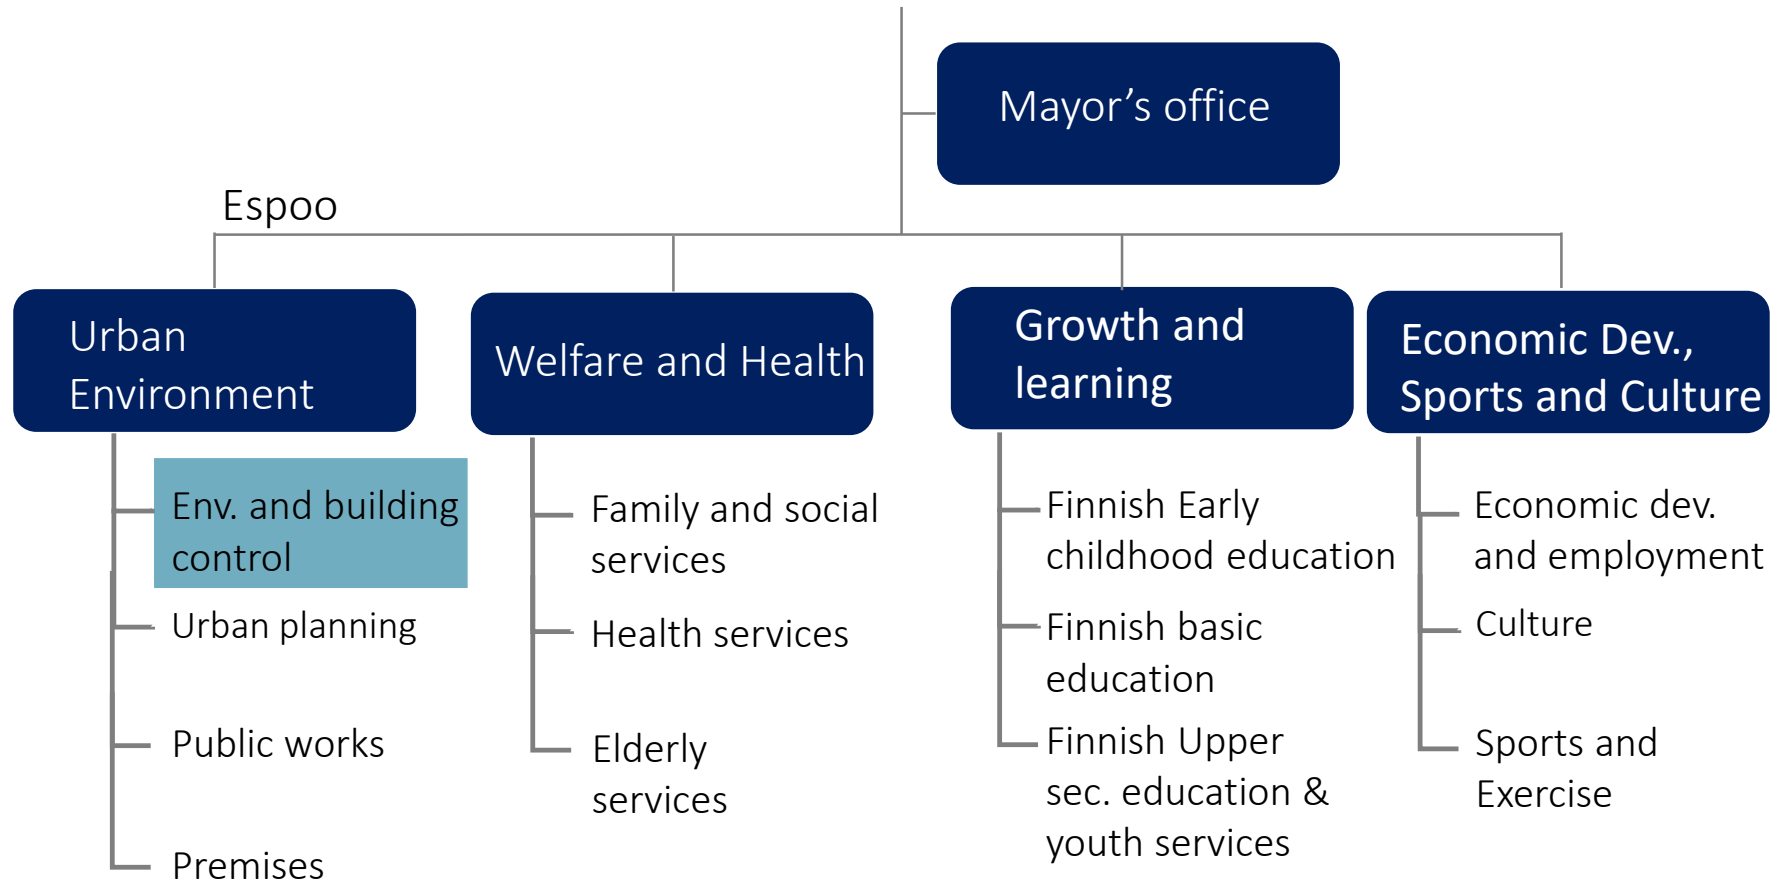 Mayor’s office
Espoo
Urban
Environment
Env. and building
control
Urban planning
Public works
Premises
Welfare and Health
Family and social
services
Health services
Elderly
services
Growth and
learning
Finnish Early
childhood education
Finnish basic
education
Finnish Upper
sec. education &
youth services
Economic Dev.,
Sports and Culture
Economic dev.
and employment
Culture
Sports and
Exercise